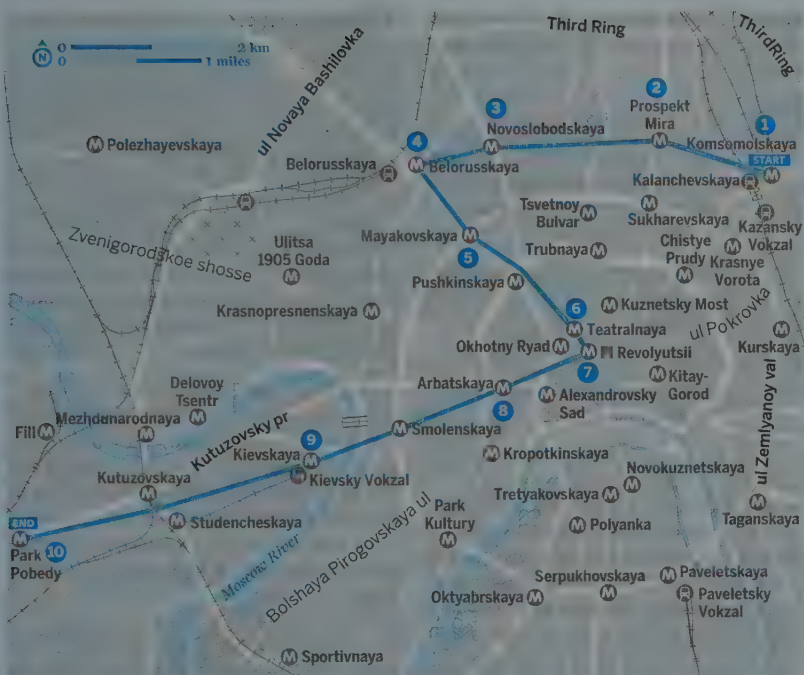 Third Ring
ThirdRing
N
0 2 km
0 1 miles
ul Novaya Bashilovka
2
Prospekt
Mira
1
Komsomolskaya
START
3
Novoslobodskaya
4
Belorusskaya
Polezhayevskaya
Belorusskaya
Kalanchevskaya
Tsvetnoy
Bulvar
Sukharevskaya
Kazansky
Vokzal
Zvenigorodskoe shosse
Ulitsa
1905 Goda
Mayakovskaya
5
Trubnaya
Chistye
Prudy
Krasnye
Vorota
Pushkinskaya
Krasnopresnenskaya
Kuznetsky Most
ul Pokrovka
6
Teatralnaya
Okhotny Ryad
Revolyutsii
7
Kurskaya
Delovoy
Tsentr
Arbatskaya
8
Alexandrovsky
Sad
Kitay-
Gorod
ul Zemlyanoy val
Fili
Mezhdunarodnaya
Kutuzovsky pr
Smolenskaya
9
Kievskaya
Kievsky Vokzal
Kropotkinskaya
Novokuznetskaya
Kutuzovskaya
Tretyakovskaya
Taganskaya
END
10
Park
Pobedy
Studencheskaya
Park
Kultury
Polyanka
Moscow River
Bolshaya Pirogovskaya ul
Serpukhovskaya
Paveletskaya
Oktyabrskaya
Paveletsky
Vokzal
Sportivnaya